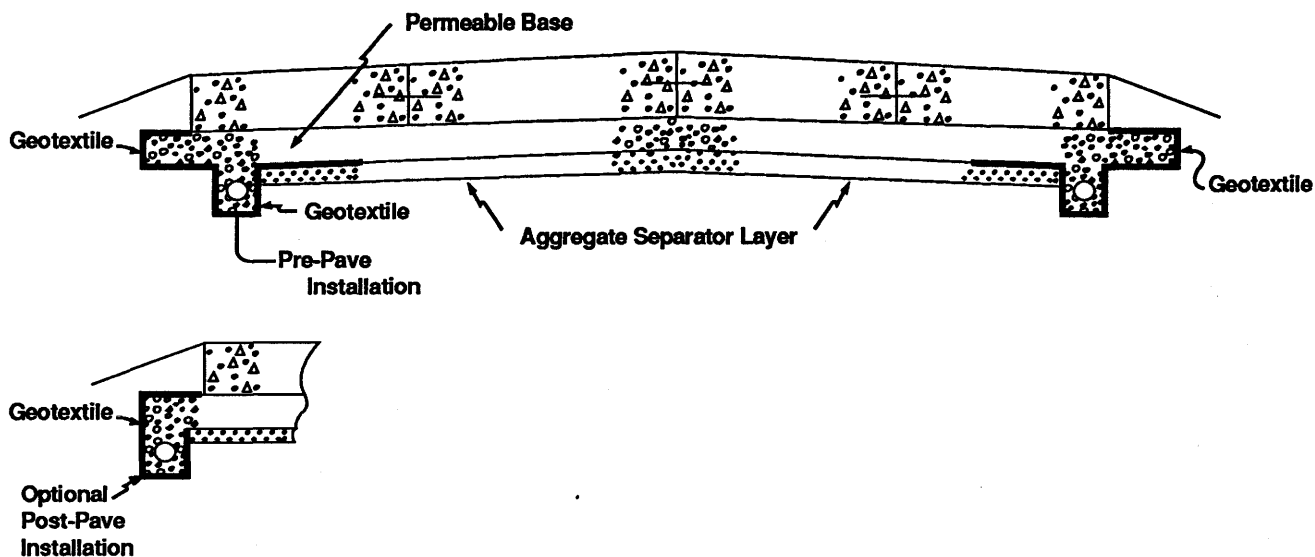 Permeable Base
Geotextile
Geotextile
Geotextile
Aggregate Separator Layer
Pre-Pave
Installation
Geotextile
Optional
Post-Pave
Installation